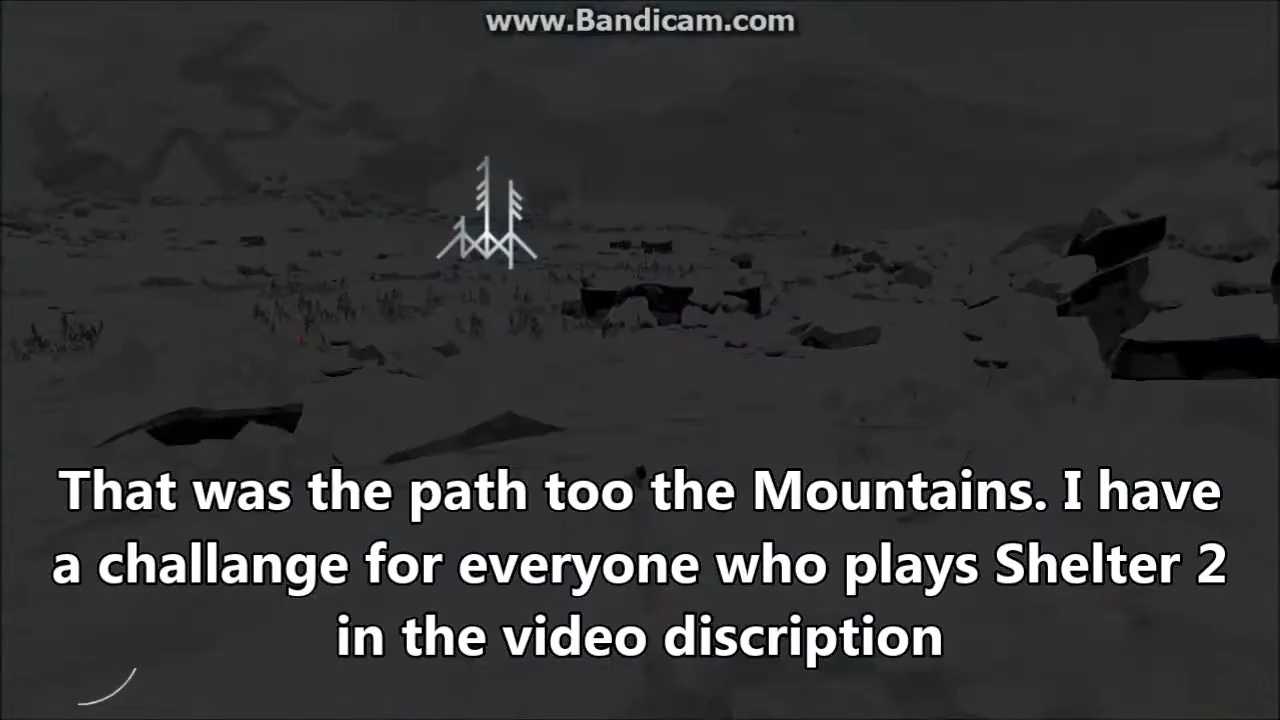 www.Bandicam.com
That was the path too the Mountains. I have
a challange for everyone who plays Shelter 2
in the video discription